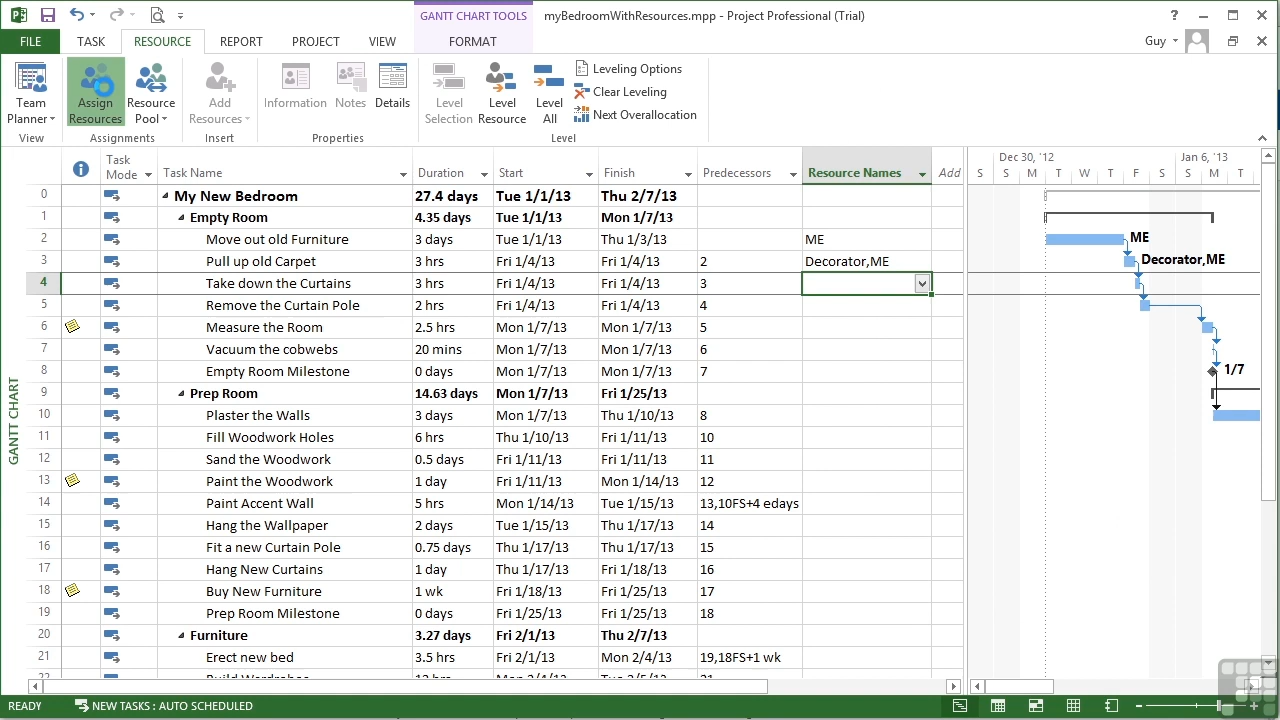 GANTT CHART TOOLS
myBedroomWithResources.mpp - Project Professional (Trial)
?
FILE TASK RESOURCE REPORT PROJECT VIEW FORMAT
Guy
Team Planner
View
Assign Resources
Resource Pool
Assignments
Add Resources
Insert
Information
Notes
Details
Properties
Level Selection
Level Resource
Level All
Leveling Options
Clear Leveling
Next Overallocation
Level
Task Mode Task Name Duration Start Finish Predecessors Resource Names Add
Dec 30, '12 Jan 6, '13
S S M T W T F S S M T
0 My New Bedroom 27.4 days Tue 1/1/13 Thu 2/7/13
1 Empty Room 4.35 days Tue 1/1/13 Mon 1/7/13
2 Move out old Furniture 3 days Tue 1/1/13 Thu 1/3/13 ME ME
3 Pull up old Carpet 3 hrs Fri 1/4/13 Fri 1/4/13 2 Decorator,ME Decorator,ME
4 Take down the Curtains 3 hrs Fri 1/4/13 Fri 1/4/13 3
5 Remove the Curtain Pole 2 hrs Fri 1/4/13 Fri 1/4/13 4
6 Measure the Room 2.5 hrs Mon 1/7/13 Mon 1/7/13 5
7 Vacuum the cobwebs 20 mins Mon 1/7/13 Mon 1/7/13 6
8 Empty Room Milestone 0 days Mon 1/7/13 Mon 1/7/13 7 1/7
9 Prep Room 14.63 days Mon 1/7/13 Fri 1/25/13
10 Plaster the Walls 3 days Mon 1/7/13 Thu 1/10/13 8
11 Fill Woodwork Holes 6 hrs Thu 1/10/13 Fri 1/11/13 10
12 Sand the Woodwork 0.5 days Fri 1/11/13 Fri 1/11/13 11
13 Paint the Woodwork 1 day Fri 1/11/13 Mon 1/14/13 12
14 Paint Accent Wall 5 hrs Mon 1/14/13 Tue 1/15/13 13,10FS+4 edays
15 Hang the Wallpaper 2 days Tue 1/15/13 Thu 1/17/13 14
16 Fit a new Curtain Pole 0.75 days Thu 1/17/13 Thu 1/17/13 15
17 Hang New Curtains 1 day Thu 1/17/13 Fri 1/18/13 16
18 Buy New Furniture 1 wk Fri 1/18/13 Fri 1/25/13 17
19 Prep Room Milestone 0 days Fri 1/25/13 Fri 1/25/13 18
20 Furniture 3.27 days Fri 2/1/13 Thu 2/7/13
21 Erect new bed 3.5 hrs Fri 2/1/13 Mon 2/4/13 19,18FS+1 wk
GANTT CHART
READY NEW TASKS : AUTO SCHEDULED